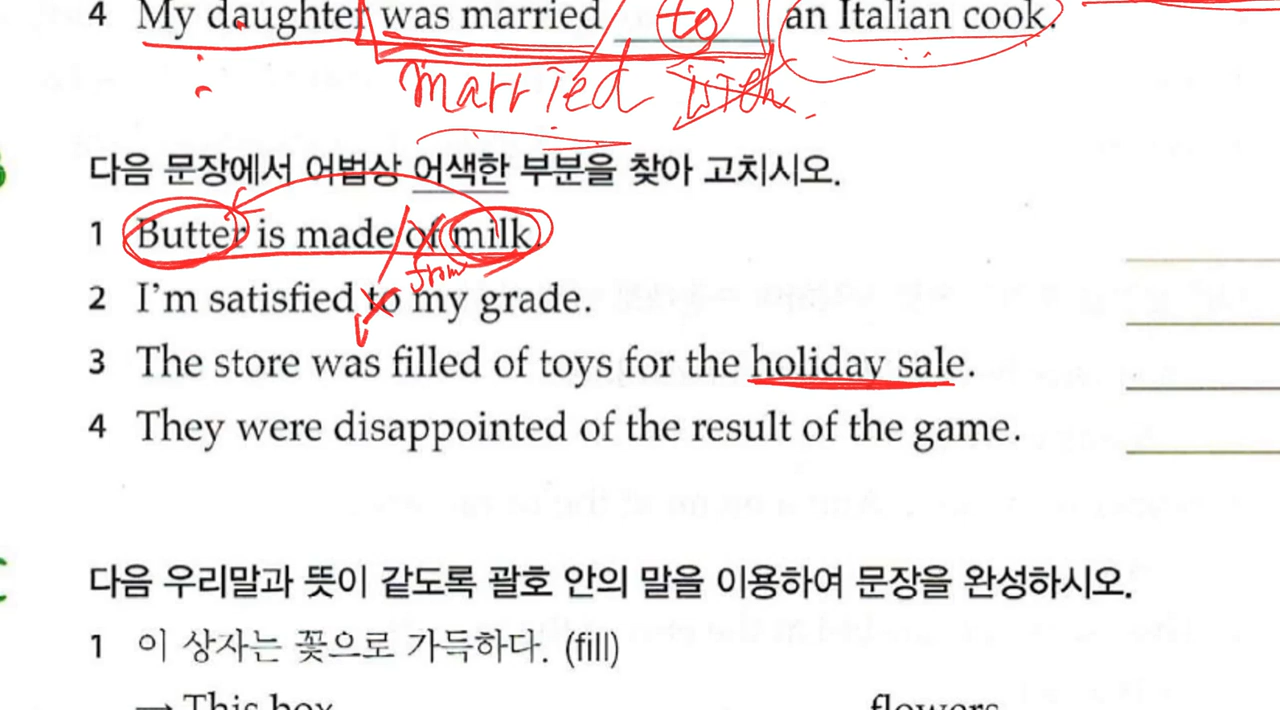 4 My daughter was married to an Italian cook.
married with
다음 문장에서 어법상 어색한 부분을 찾아 고치시오.
1 Butter is made of milk.
from
2 I'm satisfied to my grade.
3 The store was filled of toys for the holiday sale.
4 They were disappointed of the result of the game.
다음 우리말과 뜻이 같도록 괄호 안의 말을 이용하여 문장을 완성하시오.
1 이 상자는 꽃으로 가득하다. (fill)
→ This box flowers